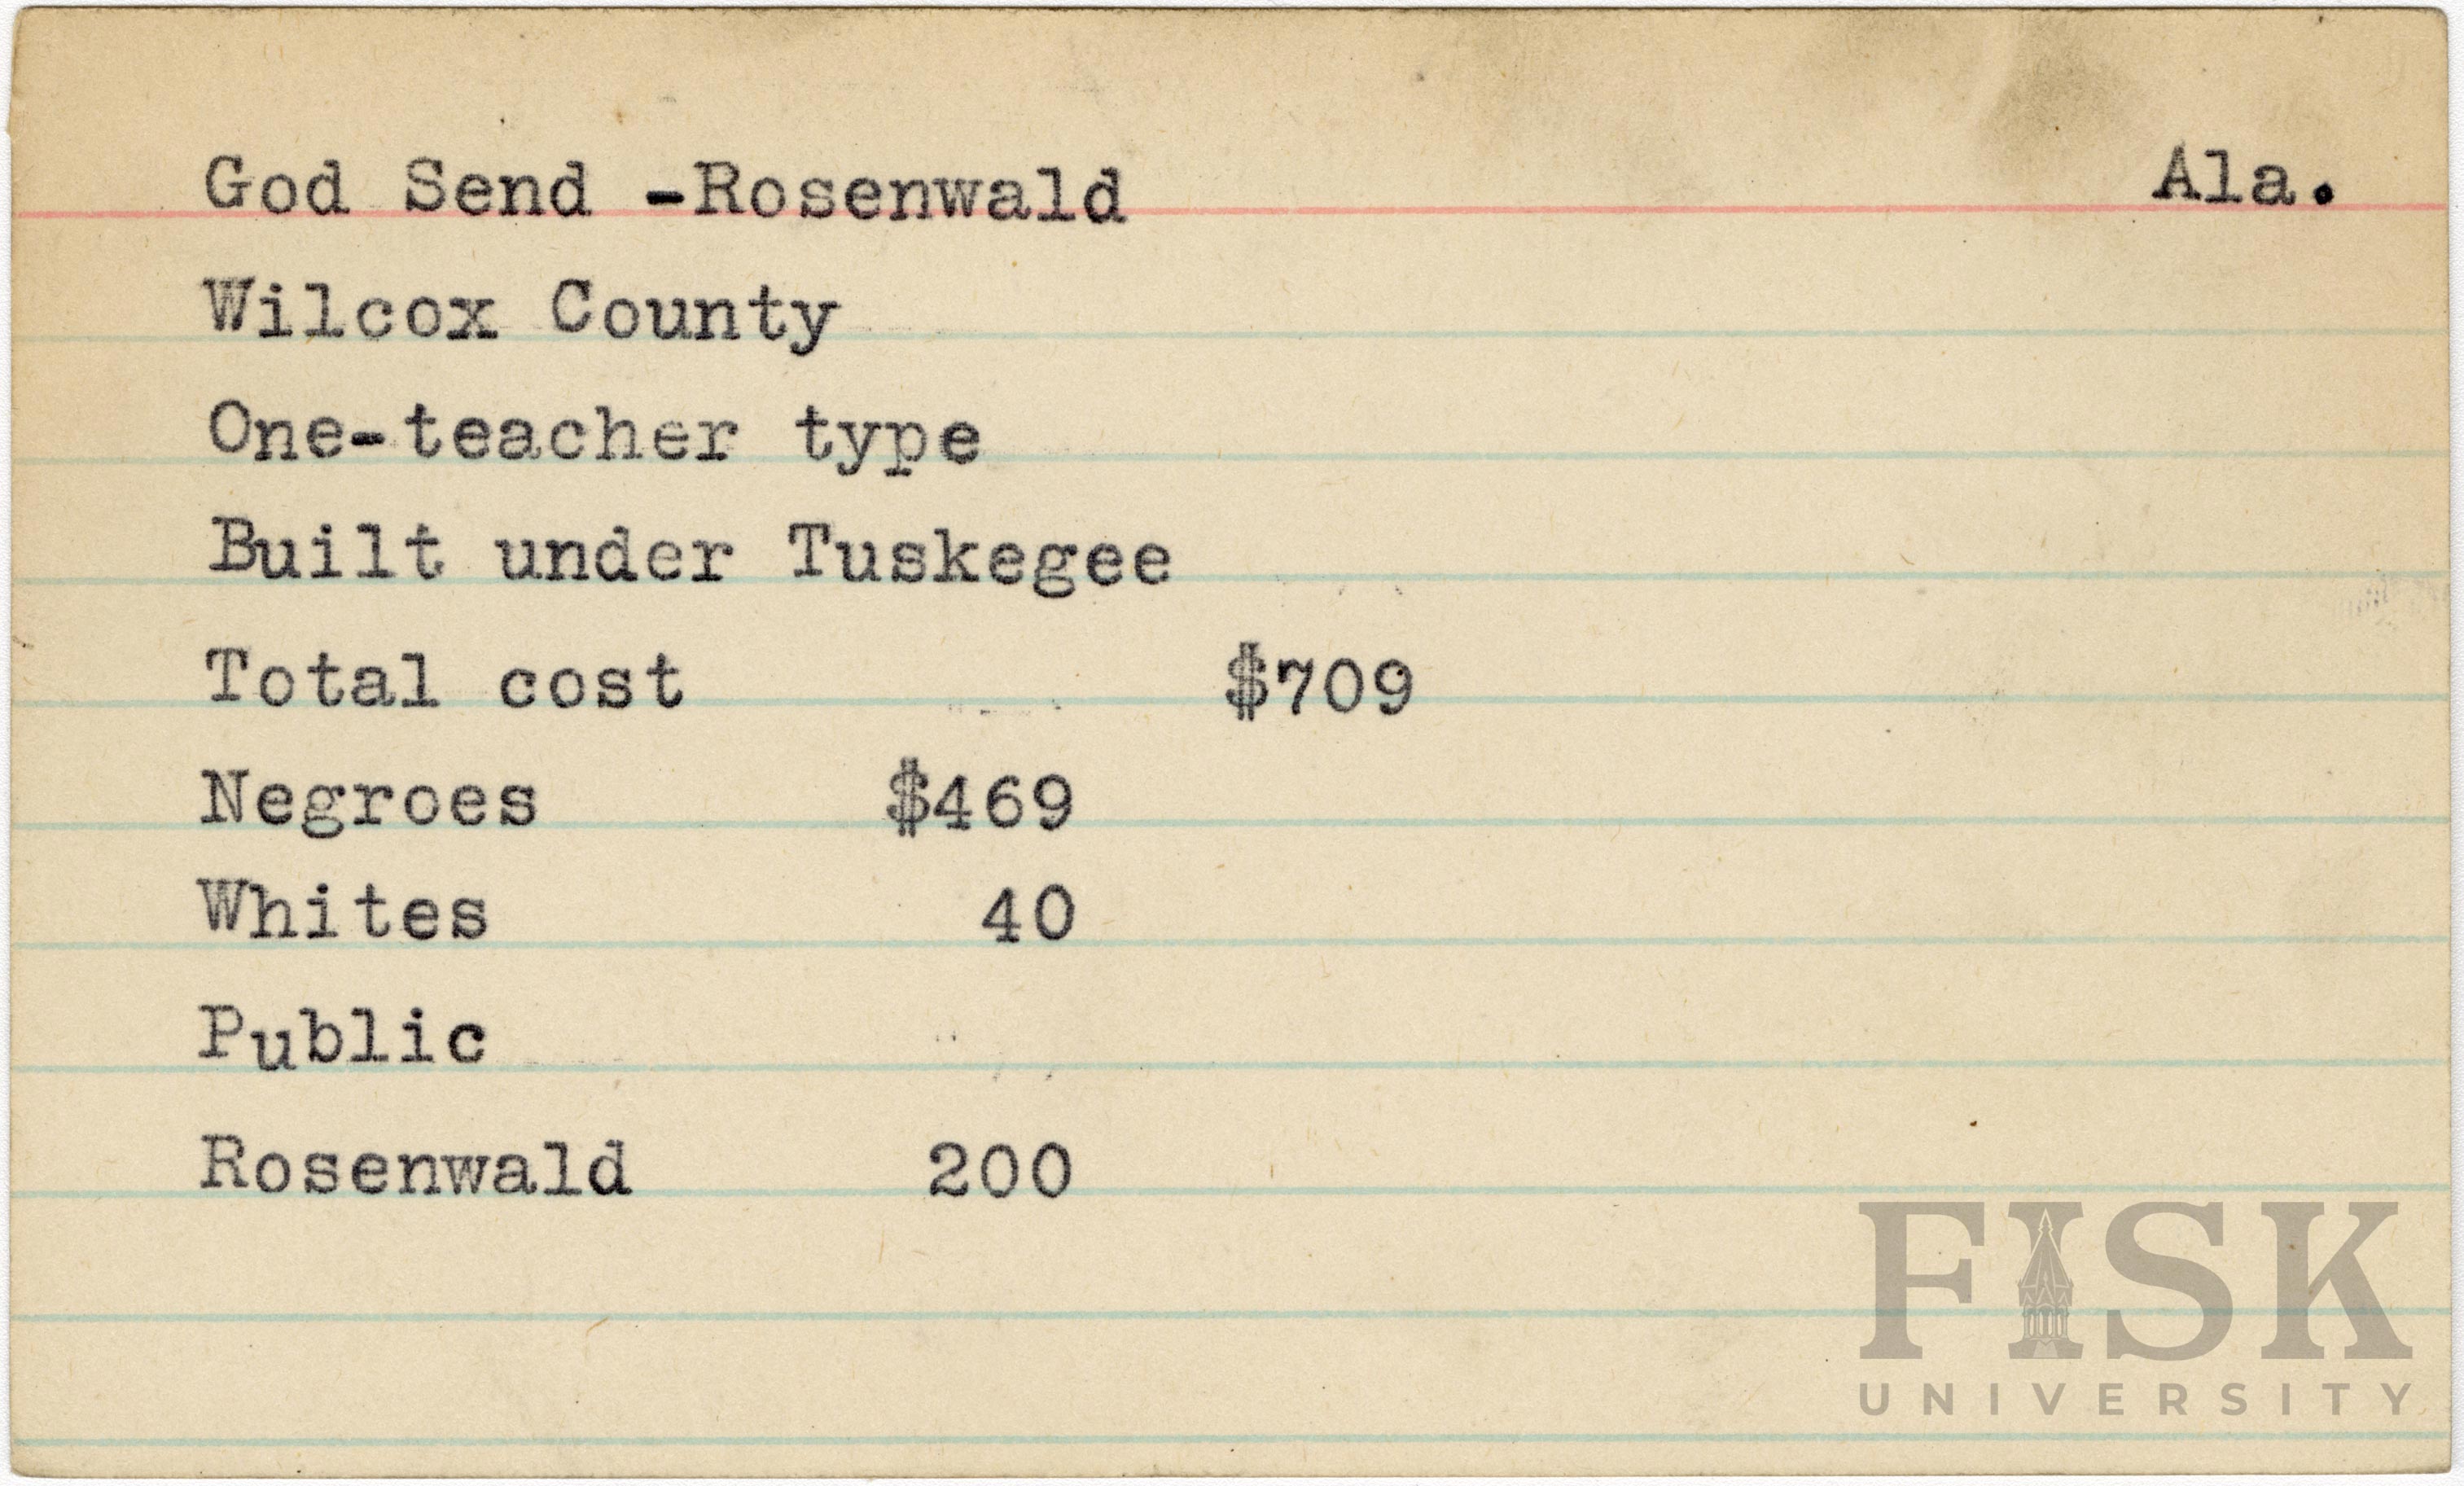 God Send -Rosenwald Ala.
Wilcox County
One-teacher type
Built under Tuskegee
Total cost $709
Negroes $469
Whites 40
Public
Rosenwald 200
FISK
UNIVERSITY